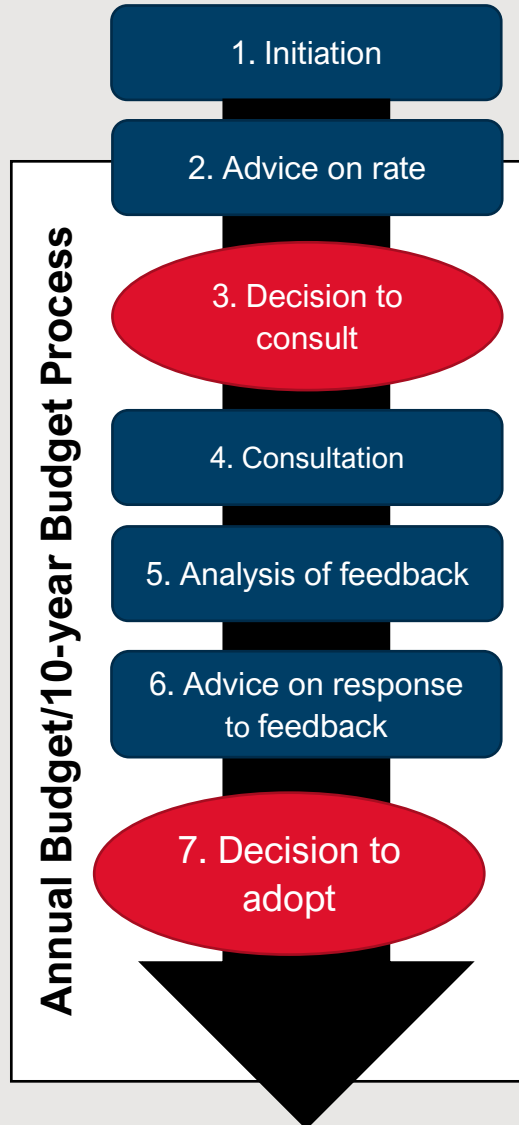 Annual Budget/10-year Budget Process
1. Initiation
2. Advice on rate
3. Decision to
consult
4. Consultation
5. Analysis of feedback
6. Advice on response
to feedback
7. Decision to
adopt